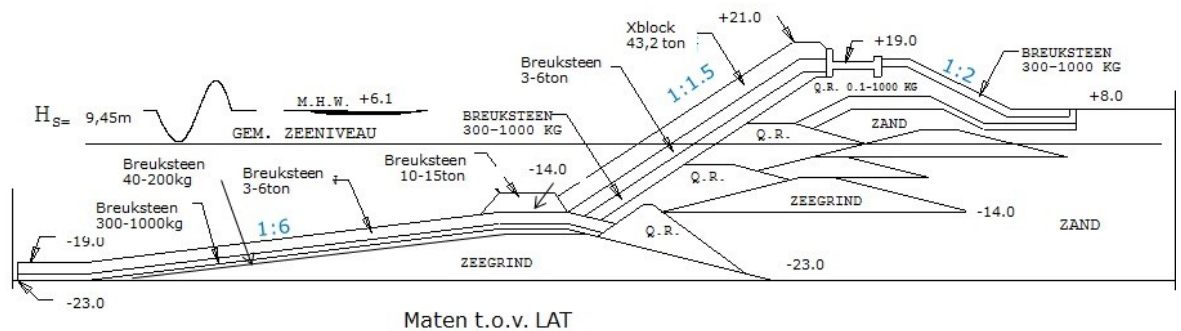 +21.0
Xblock
43,2 ton
+19.0
BREUKSTEEN
300-1000 KG
Breuksteen
3-6ton
1:2
1:1.5
Q.R. 0.1-1000 KG
M.H.W. +6.1
+8.0
Hs= 9,45m
BREUKSTEEN
300-1000 KG
ZAND
GEM. ZEENIVEAU
Q.R.
Breuksteen
40-200kg
Breuksteen
3-6ton
Breuksteen
10-15ton
-14.0
Q.R.
Breuksteen
300-1000kg
ZEEGRIND
-14.0
1:6
ZAND
-19.0
Q.R.
ZEEGRIND
-23.0
-23.0
Maten t.o.v. LAT